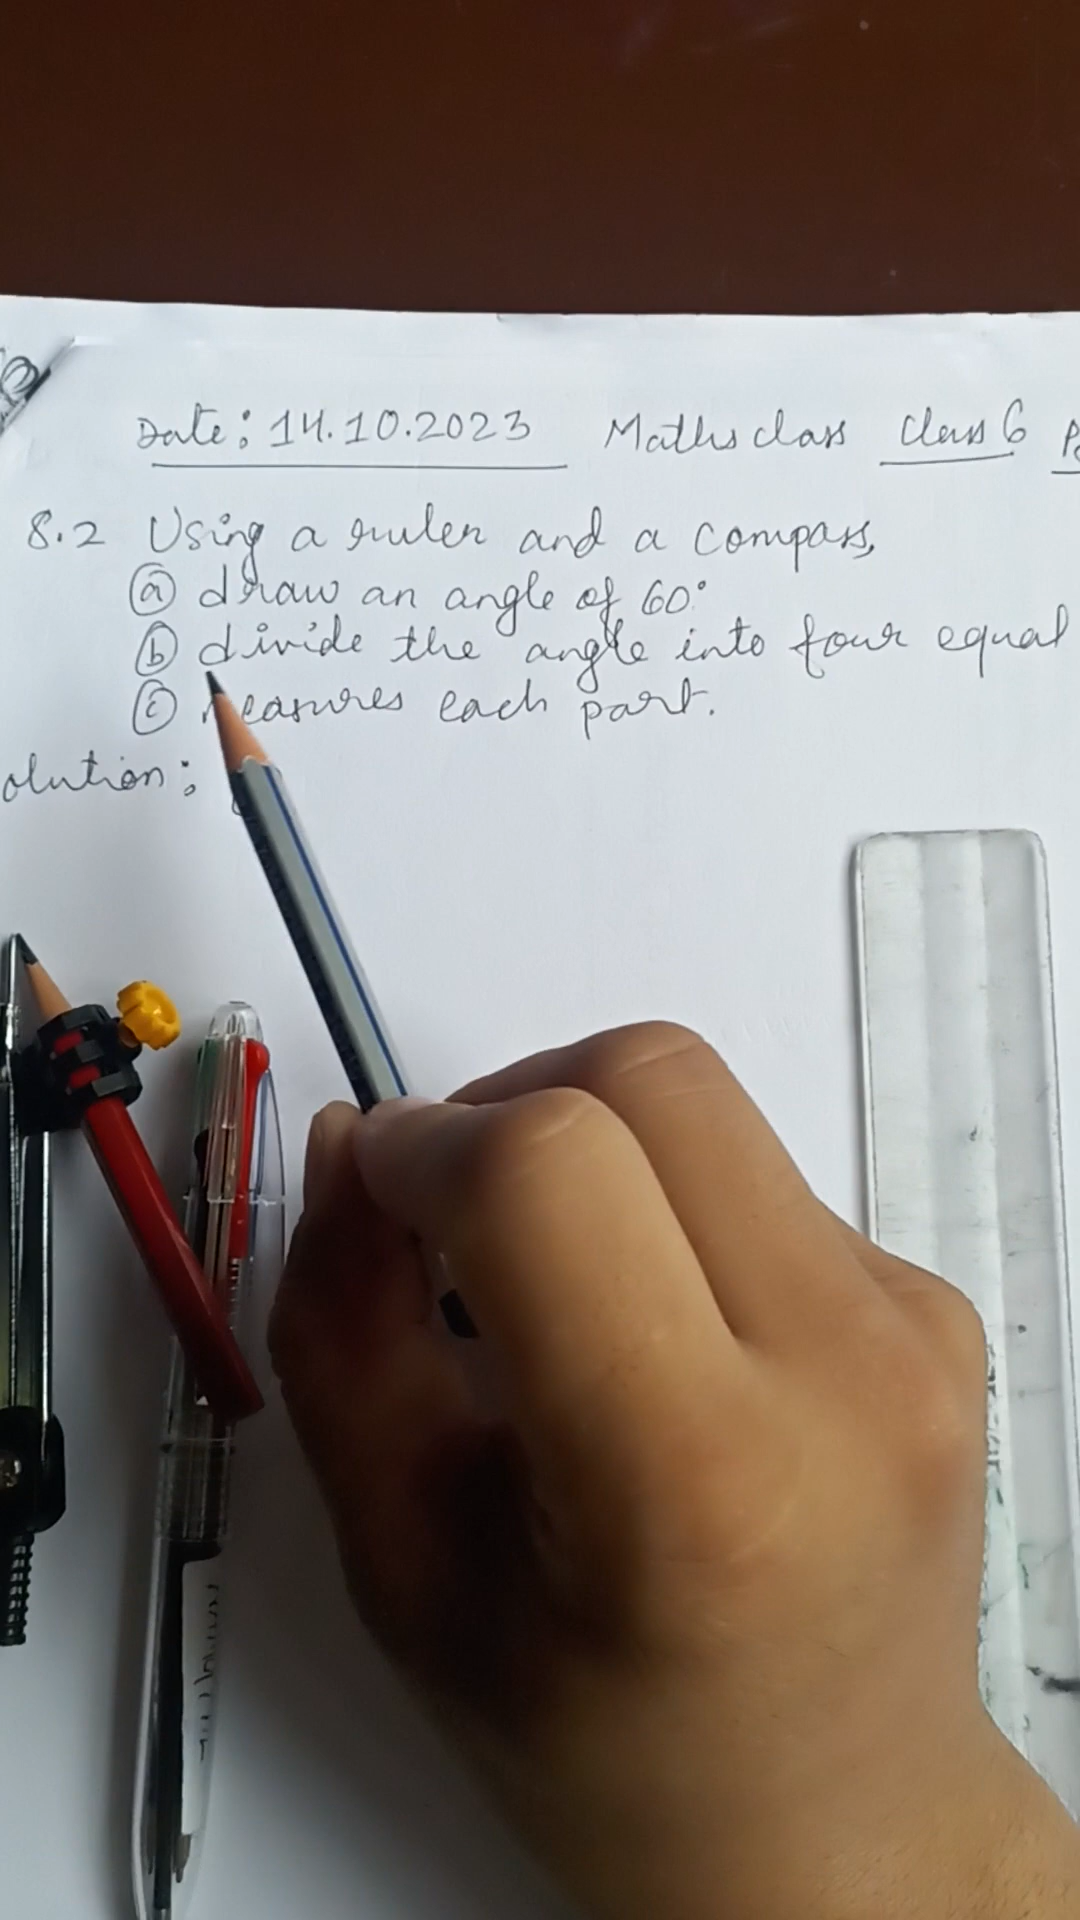 Date: 14.10.2023 Maths class Class 6
8.2 Using a ruler and a compass,
(a) draw an angle of 60°
(b) divide the angle into four equal
(c) measures each part.
olution: